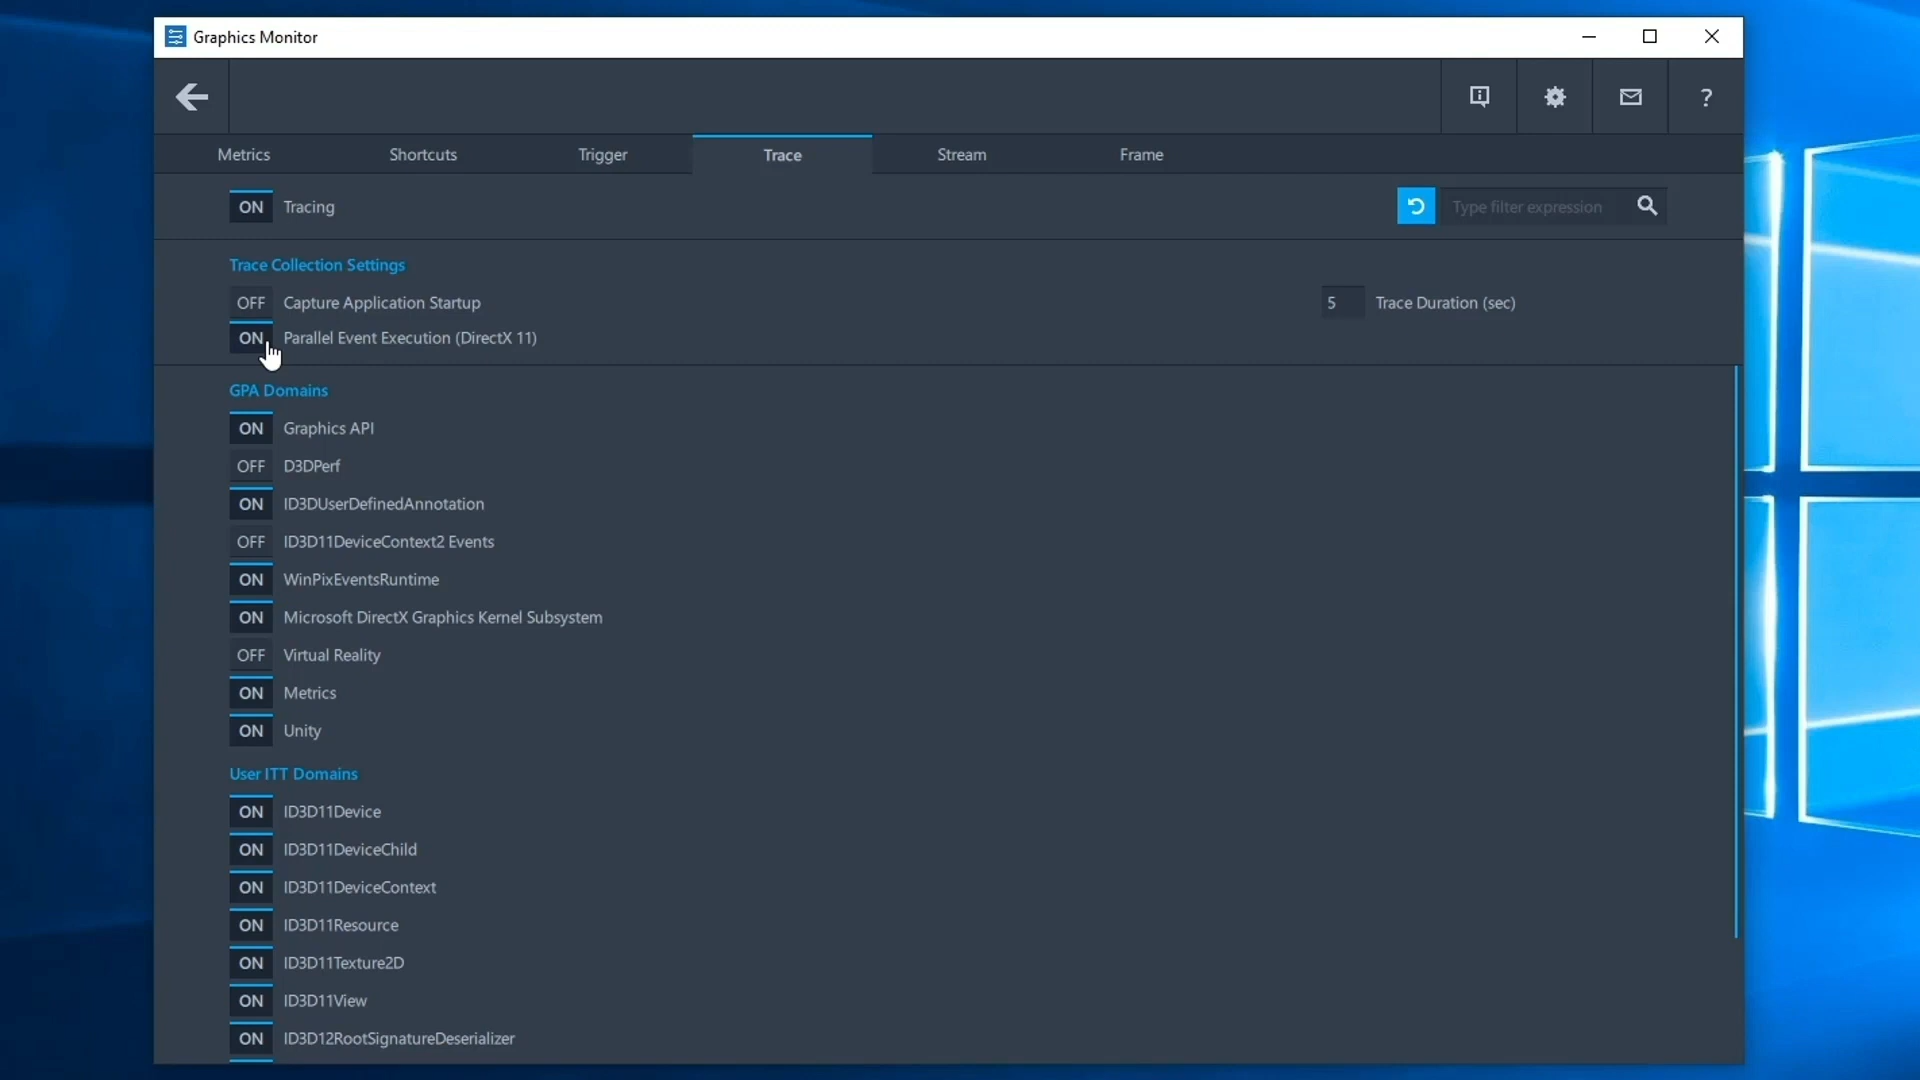 Graphics Monitor
?
Metrics Shortcuts Trigger Trace Stream Frame
ON Tracing Type filter expression
Trace Collection Settings
OFF Capture Application Startup 5 Trace Duration (sec)
ON Parallel Event Execution (DirectX 11)
GPA Domains
ON Graphics API
OFF D3DPerf
ON ID3DUserDefinedAnnotation
OFF ID3D11DeviceContext2 Events
ON WinPixEventsRuntime
ON Microsoft DirectX Graphics Kernel Subsystem
OFF Virtual Reality
ON Metrics
ON Unity
User ITT Domains
ON ID3D11Device
ON ID3D11DeviceChild
ON ID3D11DeviceContext
ON ID3D11Resource
ON ID3D11Texture2D
ON ID3D11View
ON ID3D12RootSignatureDeserializer